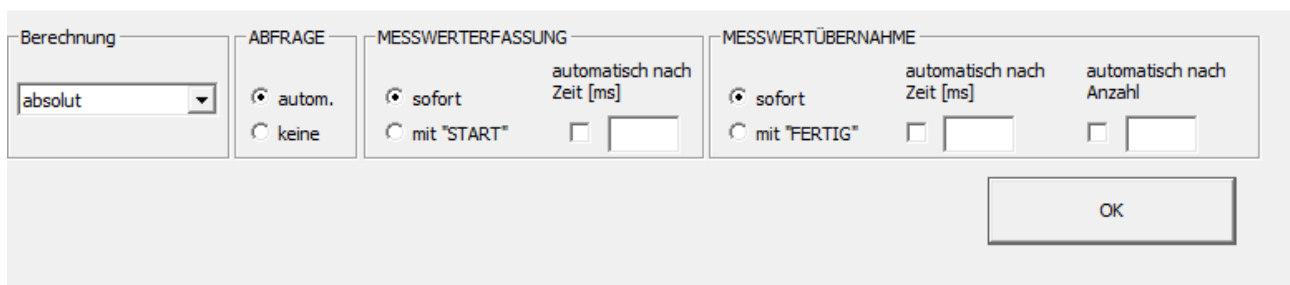 Berechnung
absolut
ABFRAGE
autom.
keine
MESSWERTERFASSUNG
sofort
mit "START"
automatisch nach
Zeit [ms]
MESSWERTÜBERNAHME
sofort
mit "FERTIG"
automatisch nach
Zeit [ms]
automatisch nach
Anzahl
OK